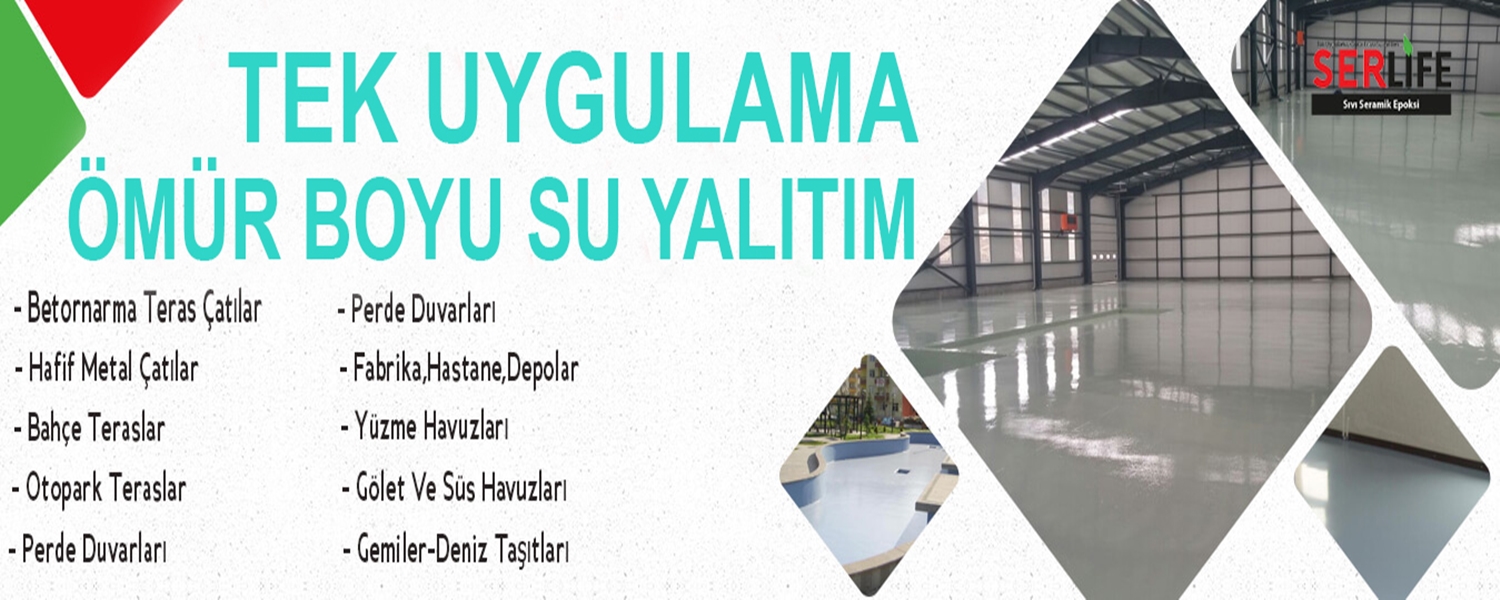 TEK UYGULAMA
ÖMÜR BOYU SU YALITIM
- Betornarma Teras Çatılar
- Hafif Metal Çatılar
- Bahçe Teraslar
- Otopark Teraslar
- Perde Duvarları
- Perde Duvarları
- Fabrika,Hastane,Depolar
- Yüzme Havuzları
- Gölet Ve Süs Havuzları
- Gemiler-Deniz Taşıtları
SERLIFE
Sıvı Seramik Epoksi